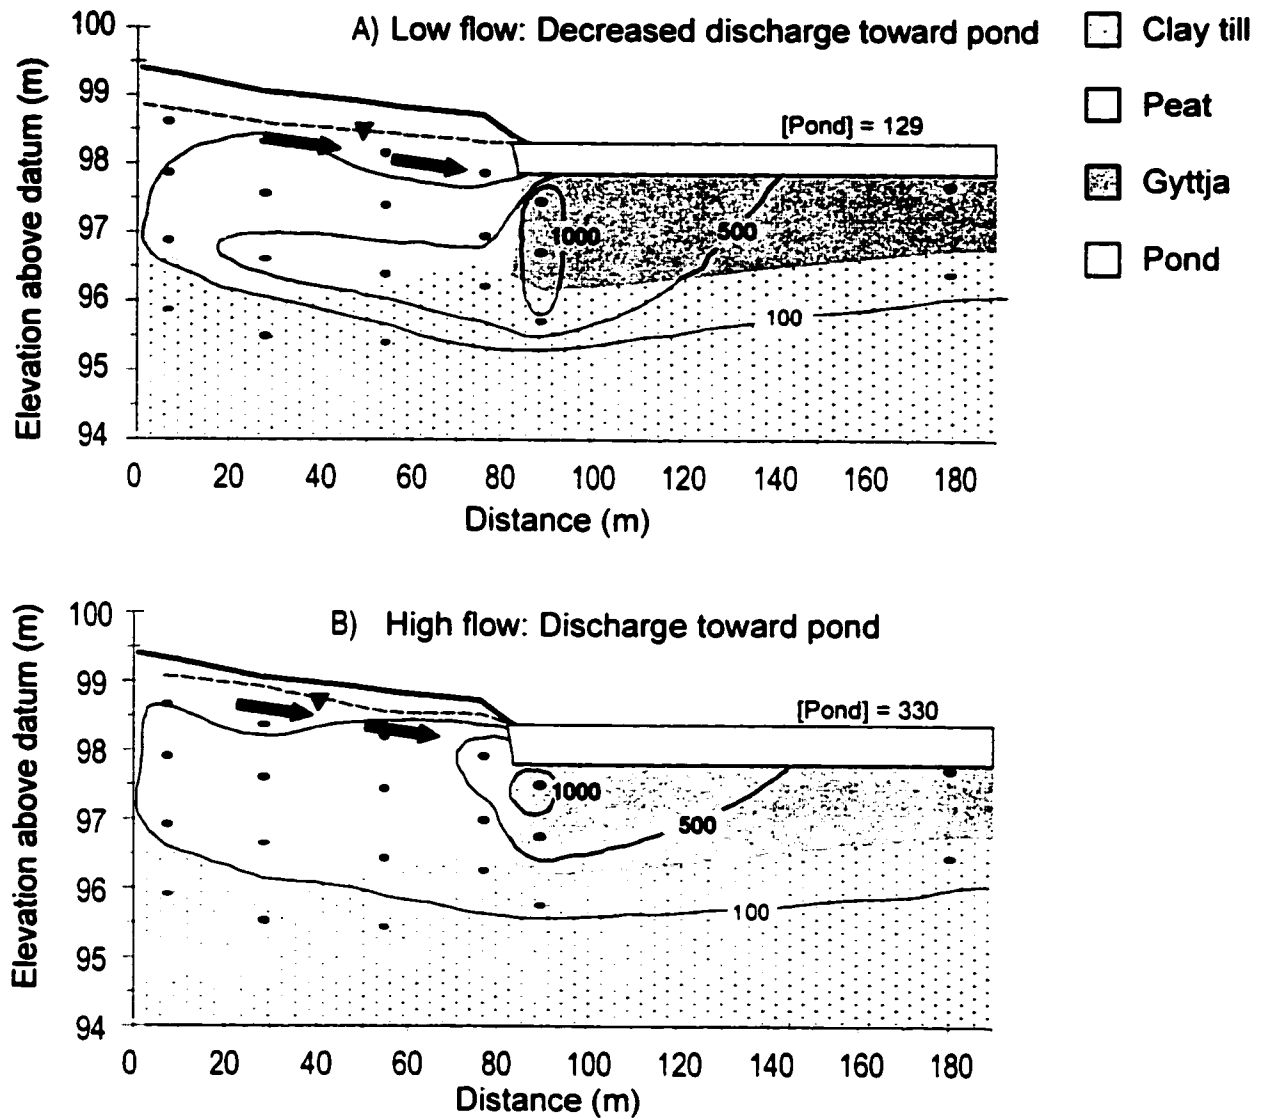 A) Low flow: Decreased discharge toward pond
Elevation above datum (m)
100
99
98
97
96
95
94
[Pond] = 129
1000
500
100
0 20 40 60 80 100 120 140 160 180
Distance (m)
Clay till
Peat
Gyttja
Pond
B) High flow: Discharge toward pond
Elevation above datum (m)
100
99
98
97
96
95
94
[Pond] = 330
1000
500
100
0 20 40 60 80 100 120 140 160 180
Distance (m)